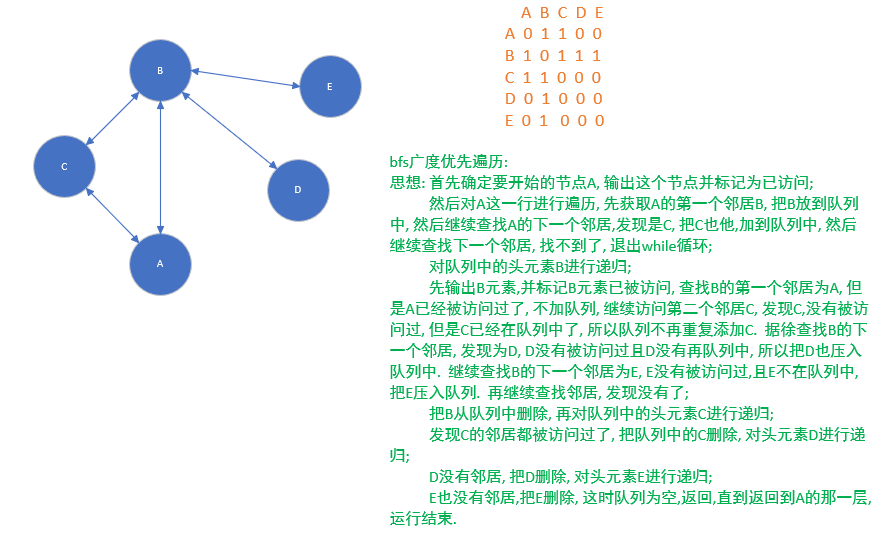 B
E
C
D
A
A B C D E
A 0 1 1 0 0
B 1 0 1 1 1
C 1 1 0 0 0
D 0 1 0 0 0
E 0 1 0 0 0
bfs广度优先遍历:
思想: 首先确定要开始的节点A, 输出这个节点并标记为已访问;
然后对A这一行进行遍历, 先获取A的第一个邻居B, 把B放到队列
中, 然后继续查找A的下一个邻居,发现是C, 把C也他,加到队列中, 然后
继续查找下一个邻居, 找不到了, 退出while循环;
对队列中的头元素B进行递归;
先输出B元素,并标记B元素已被访问, 查找B的第一个邻居为A, 但
是A已经被访问过了, 不加队列, 继续访问第二个邻居C, 发现C,没有被访
问过, 但是C已经在队列中了, 所以队列不再重复添加C. 据徐查找B的下
一个邻居, 发现为D, D没有被访问过且D没有再队列中, 所以把D也压入
队列中. 继续查找B的下一个邻居为E, E没有被访问过,且E不在队列中,
把E压入队列. 再继续查找邻居, 发现没有了;
把B从队列中删除, 再对队列中的头元素C进行递归;
发现C的邻居都被访问过了, 把队列中的C删除, 对头元素D进行递
归;
D没有邻居, 把D删除, 对头元素E进行递归;
E也没有邻居,把E删除, 这时队列为空,返回,直到返回到A的那一层,
运行结束.